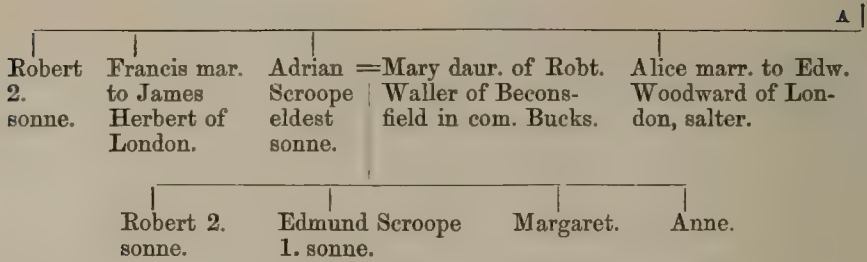 A
Robert 2. sonne.
Francis mar. to James Herbert of London.
Adrian Scroope eldest sonne.
=Mary daur. of Robt. Waller of Becons-field in com. Bucks.
Alice marr. to Edw. Woodward of Lon-don, salter.
Robert 2. sonne.
Edmund Scroope 1. sonne.
Margaret.
Anne.